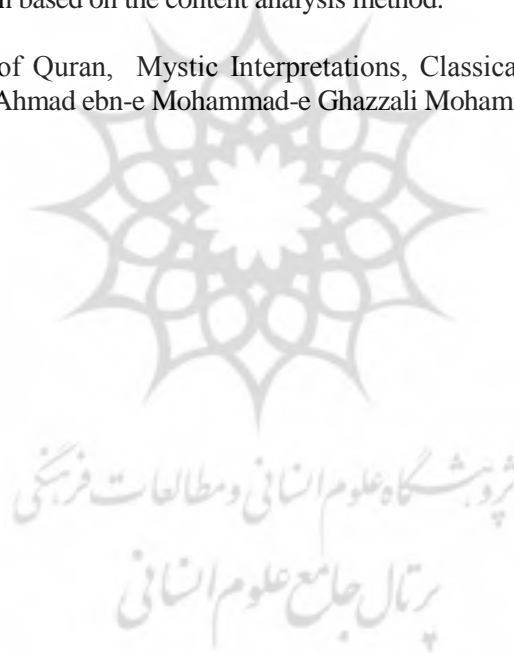 n based on the content analysis method.
of Quran, Mystic Interpretations, Classica
Ahmad ebn-e Mohammad-e Ghazzali Moham
پژوهشگاه علوم انسانی و مطالعات فرهنگی
پرتال جامع علوم انسانی